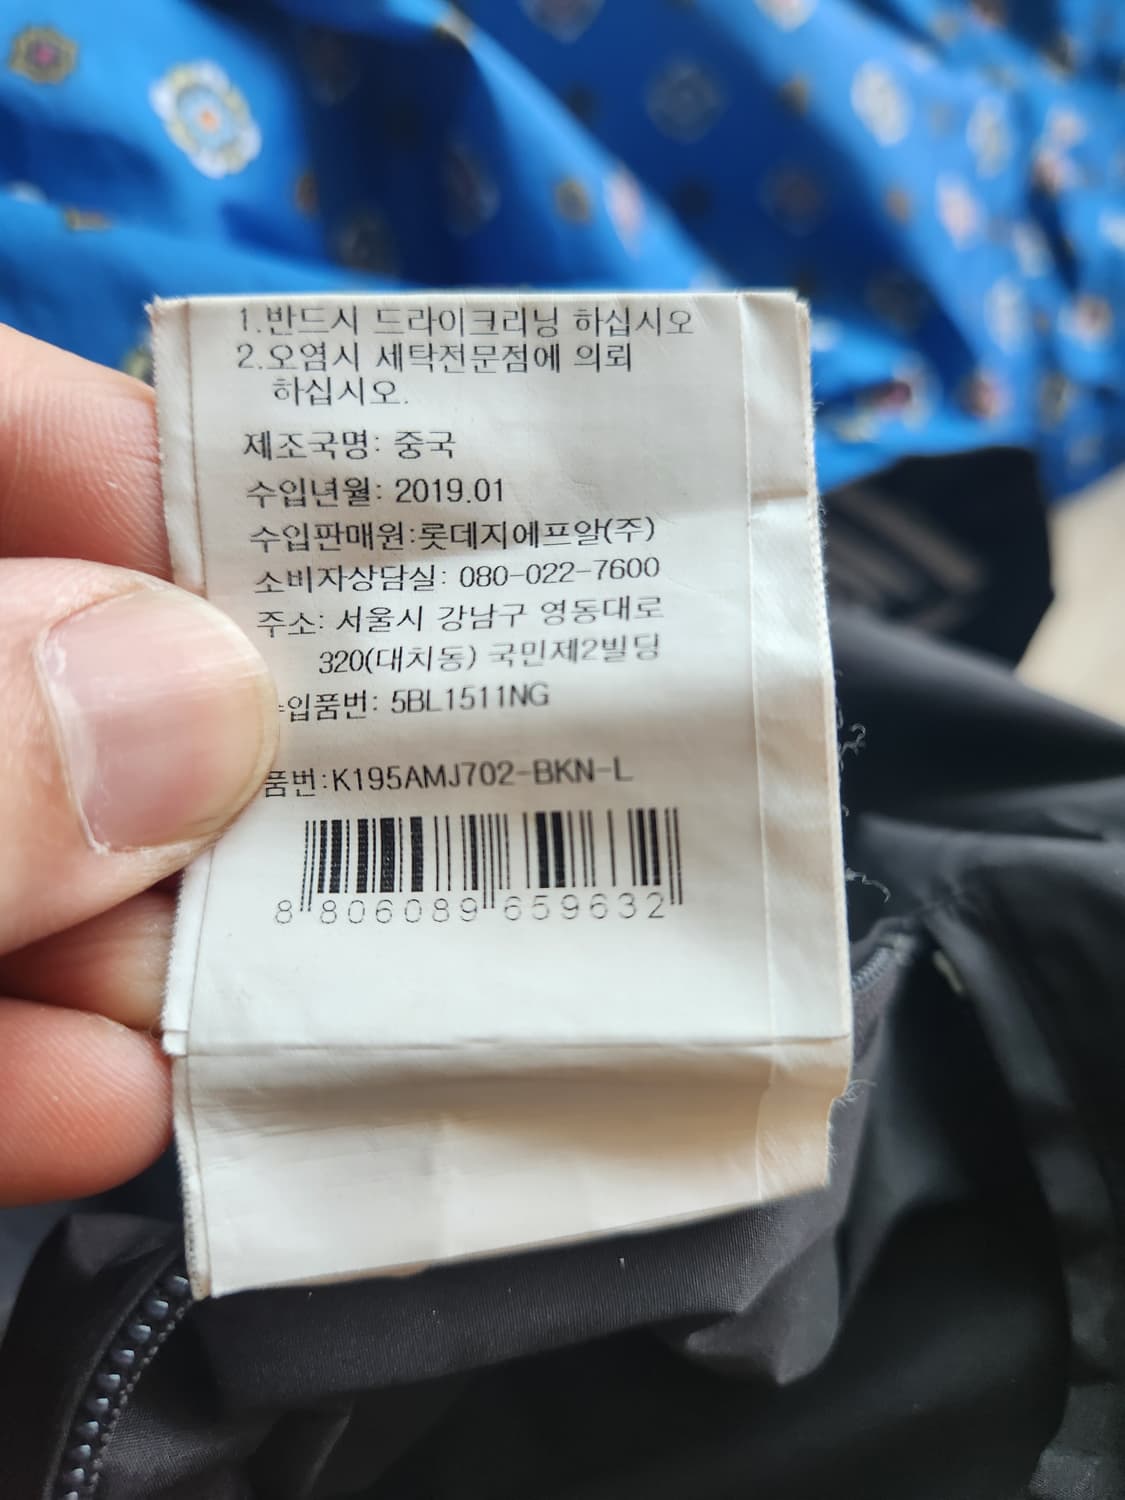 1.반드시 드라이크리닝 하십시오
2.오염시 세탁전문점에 의뢰
하십시오.
제조국명: 중국
수입년월: 2019.01
수입판매원:롯데지에프알(주)
소비자상담실: 080-022-7600
주소: 서울시 강남구 영동대로
320(대치동) 국민제2빌딩
수입품번: 5BL1511NG
품번:K195AMJ702-BKN-L
8 806089 659632